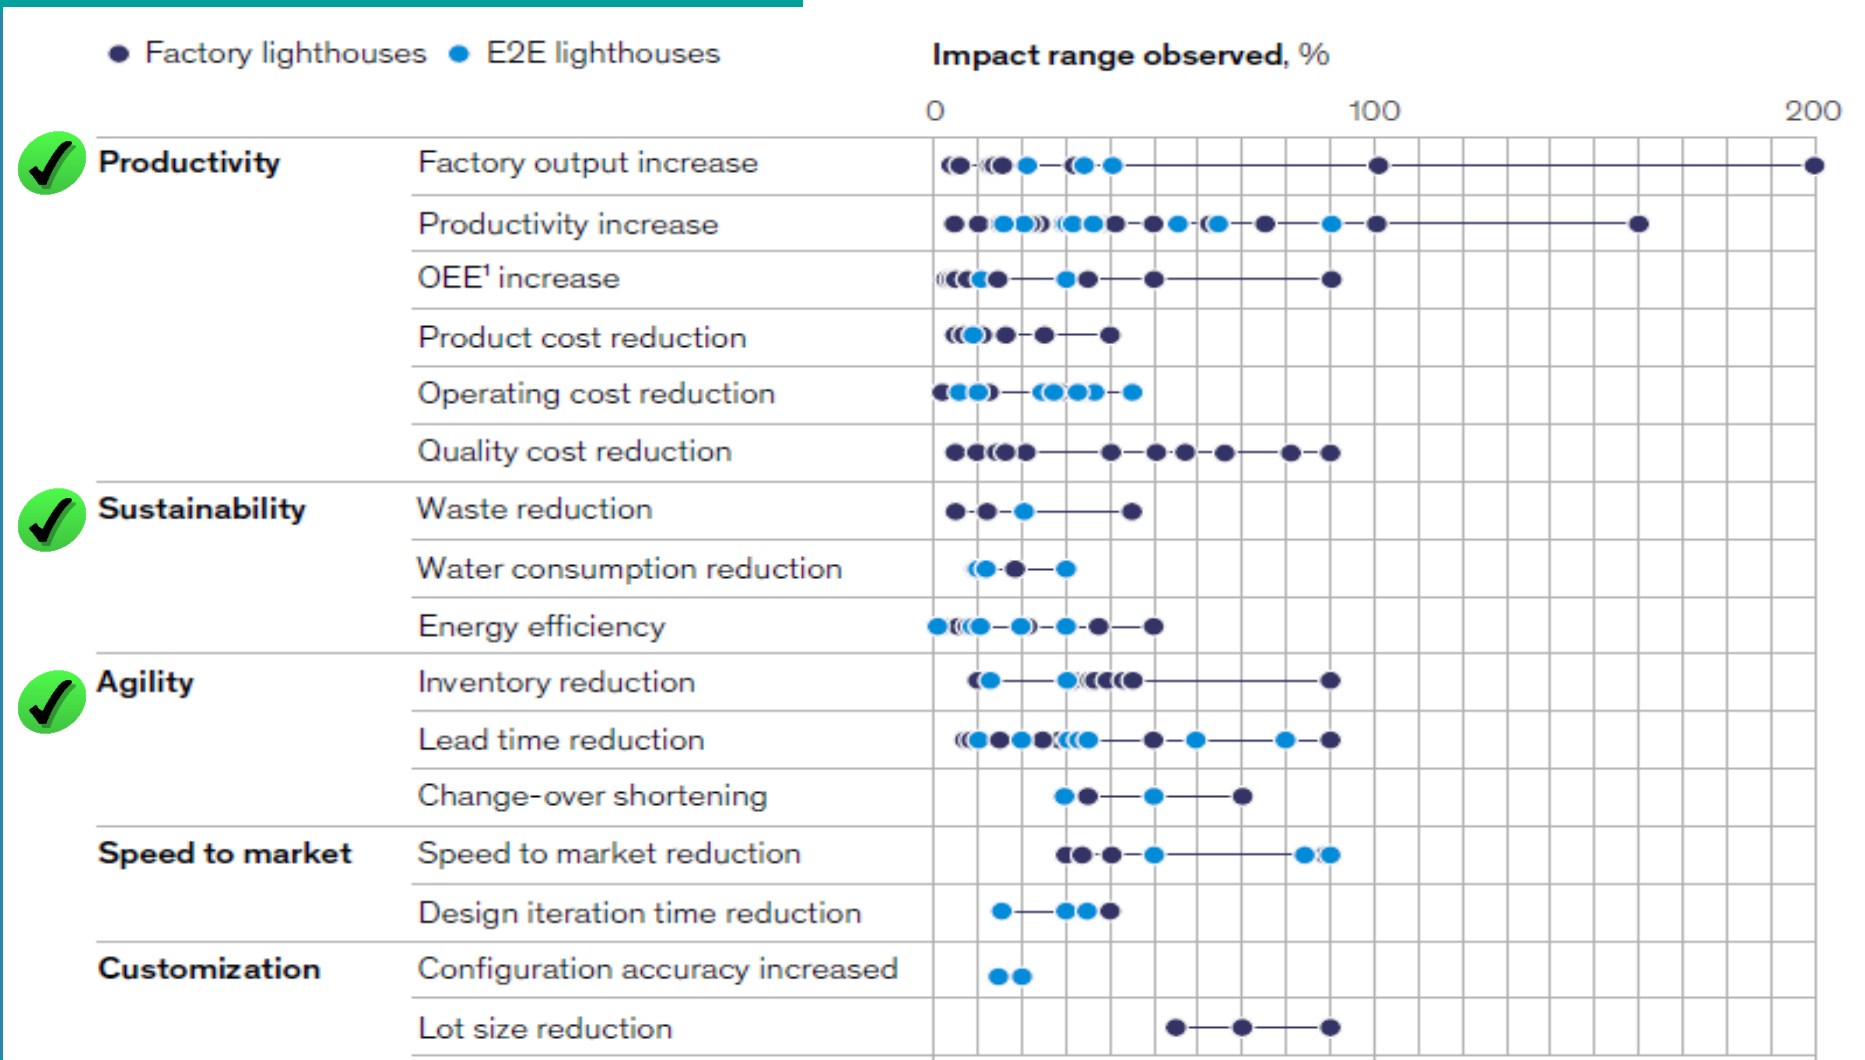 Factory lighthouses E2E lighthouses Impact range observed, %
0 100 200
Productivity Factory output increase
Productivity increase
OEE¹ increase
Product cost reduction
Operating cost reduction
Quality cost reduction
Sustainability Waste reduction
Water consumption reduction
Energy efficiency
Agility Inventory reduction
Lead time reduction
Change-over shortening
Speed to market Speed to market reduction
Design iteration time reduction
Customization Configuration accuracy increased
Lot size reduction